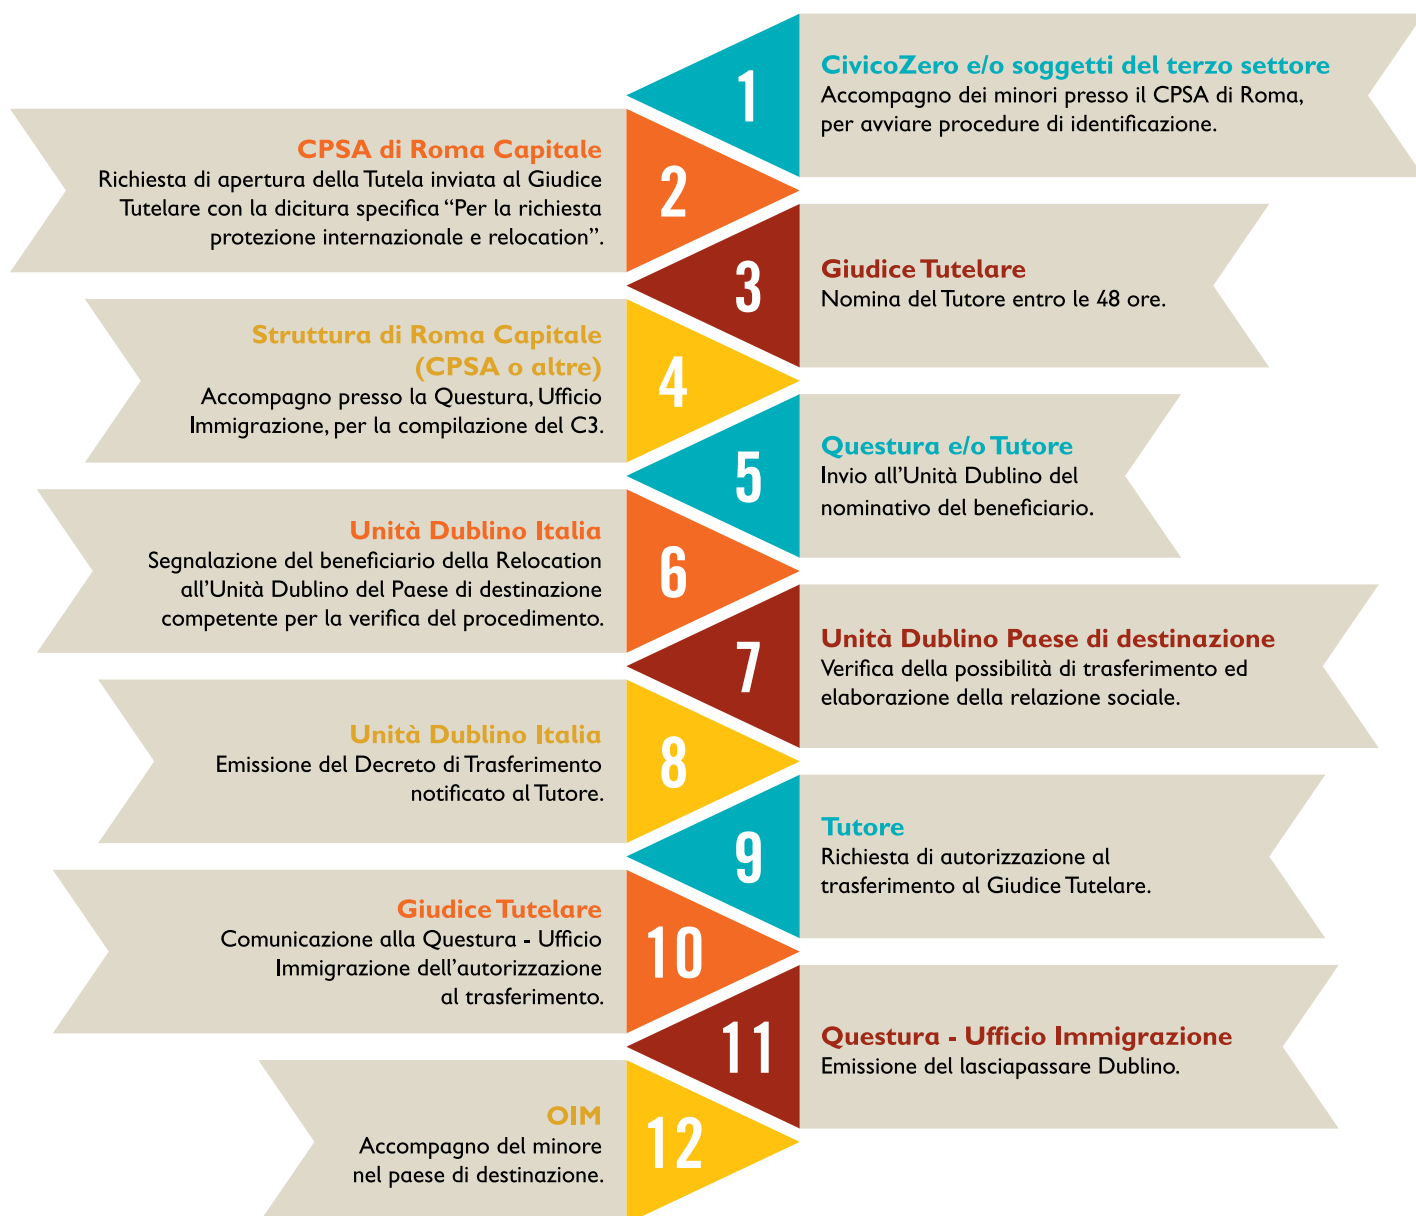 1
CivicoZero e/o soggetti del terzo settore
Accompagno dei minori presso il CPSA di Roma,
per avviare procedure di identificazione.
2
CPSA di Roma Capitale
Richiesta di apertura della Tutela inviata al Giudice
Tutelare con la dicitura specifica “Per la richiesta
protezione internazionale e relocation”.
3
Giudice Tutelare
Nomina del Tutore entro le 48 ore.
4
Struttura di Roma Capitale
(CPSA o altre)
Accompagno presso la Questura, Ufficio
Immigrazione, per la compilazione del C3.
5
Questura e/o Tutore
Invio all’Unità Dublino del
nominativo del beneficiario.
6
Unità Dublino Italia
Segnalazione del beneficiario della Relocation
all’Unità Dublino del Paese di destinazione
competente per la verifica del procedimento.
7
Unità Dublino Paese di destinazione
Verifica della possibilità di trasferimento ed
elaborazione della relazione sociale.
8
Unità Dublino Italia
Emissione del Decreto di Trasferimento
notificato al Tutore.
9
Tutore
Richiesta di autorizzazione al
trasferimento al Giudice Tutelare.
10
Giudice Tutelare
Comunicazione alla Questura - Ufficio
Immigrazione dell’autorizzazione
al trasferimento.
11
Questura - Ufficio Immigrazione
Emissione del lasciapassare Dublino.
12
OIM
Accompagno del minore
nel paese di destinazione.